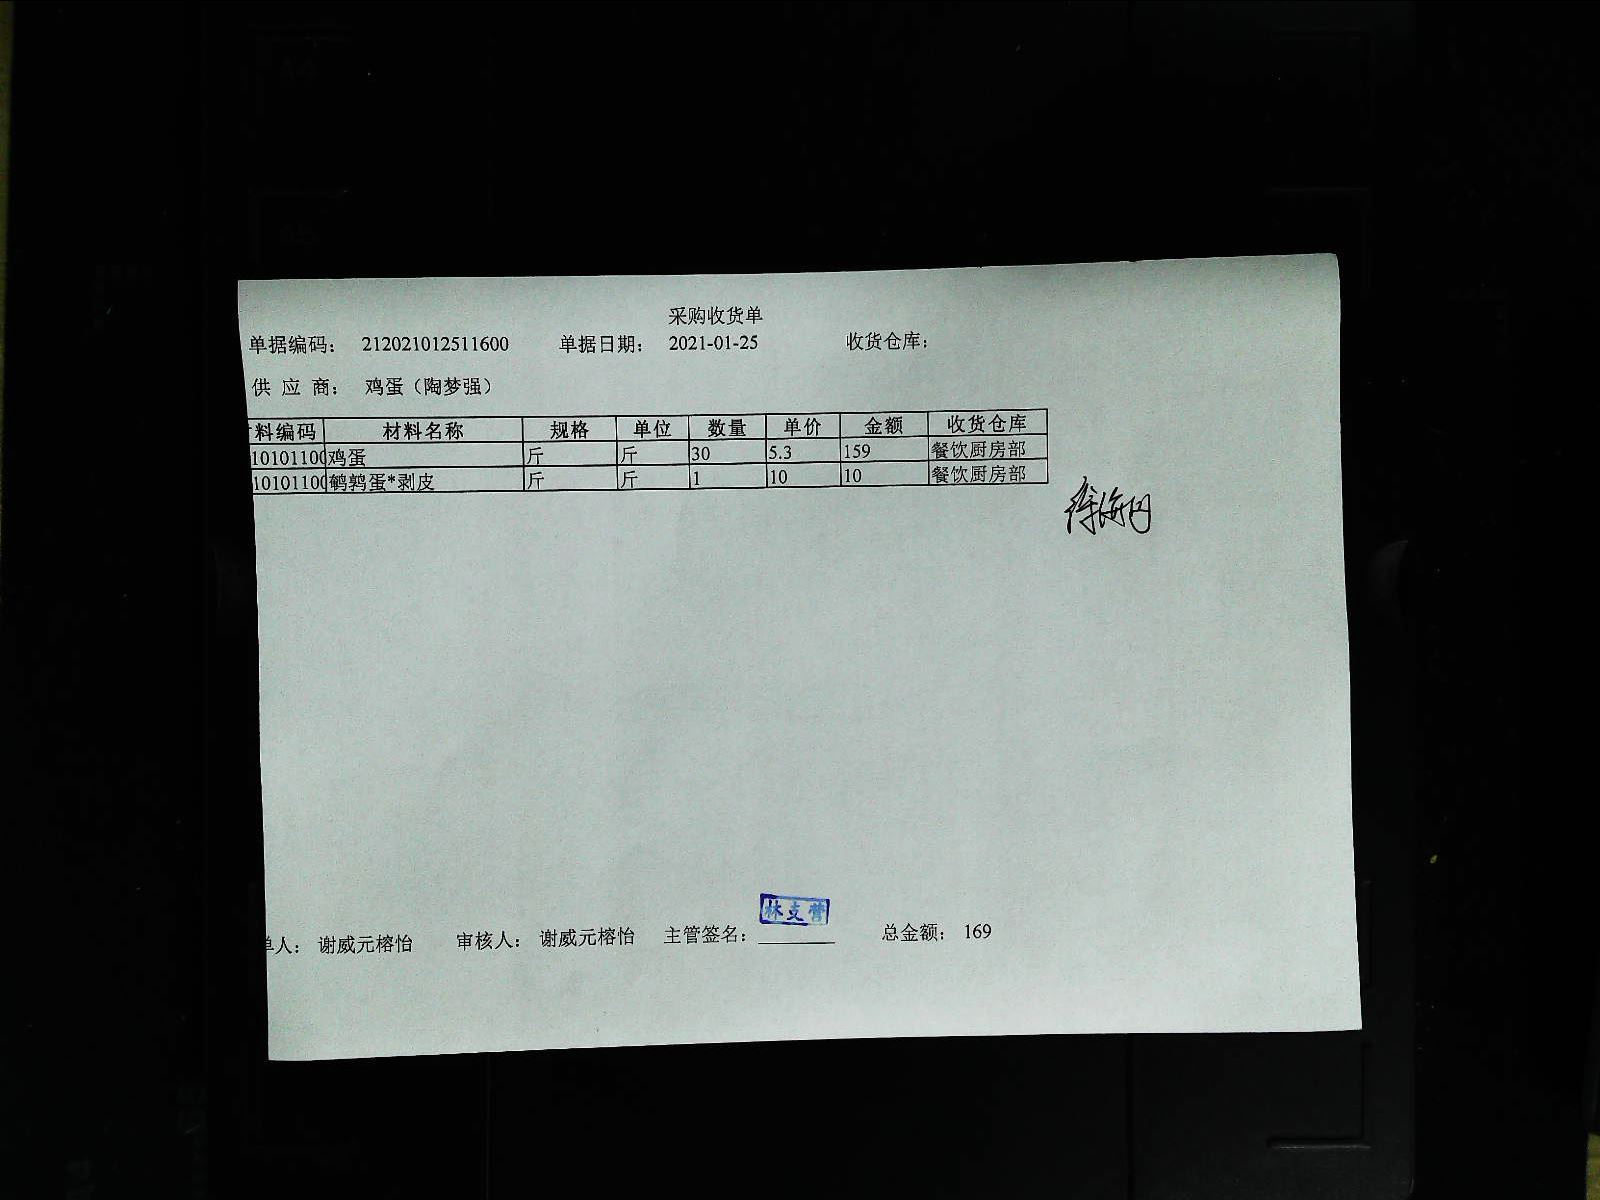 采购收货单
单据编码： 212021012511600 单据日期： 2021-01-25 收货仓库：
供 应 商： 鸡蛋（陶梦强）
料编码 材料名称 规格 单位 数量 单价 金额 收货仓库
10101100 鸡蛋 斤 斤 30 5.3 159 餐饮厨房部
10101100 鹌鹑蛋*剥皮 斤 斤 1 10 10 餐饮厨房部
单人： 谢威元榕怡 审核人： 谢威元榕怡 主管签名： 总金额： 169